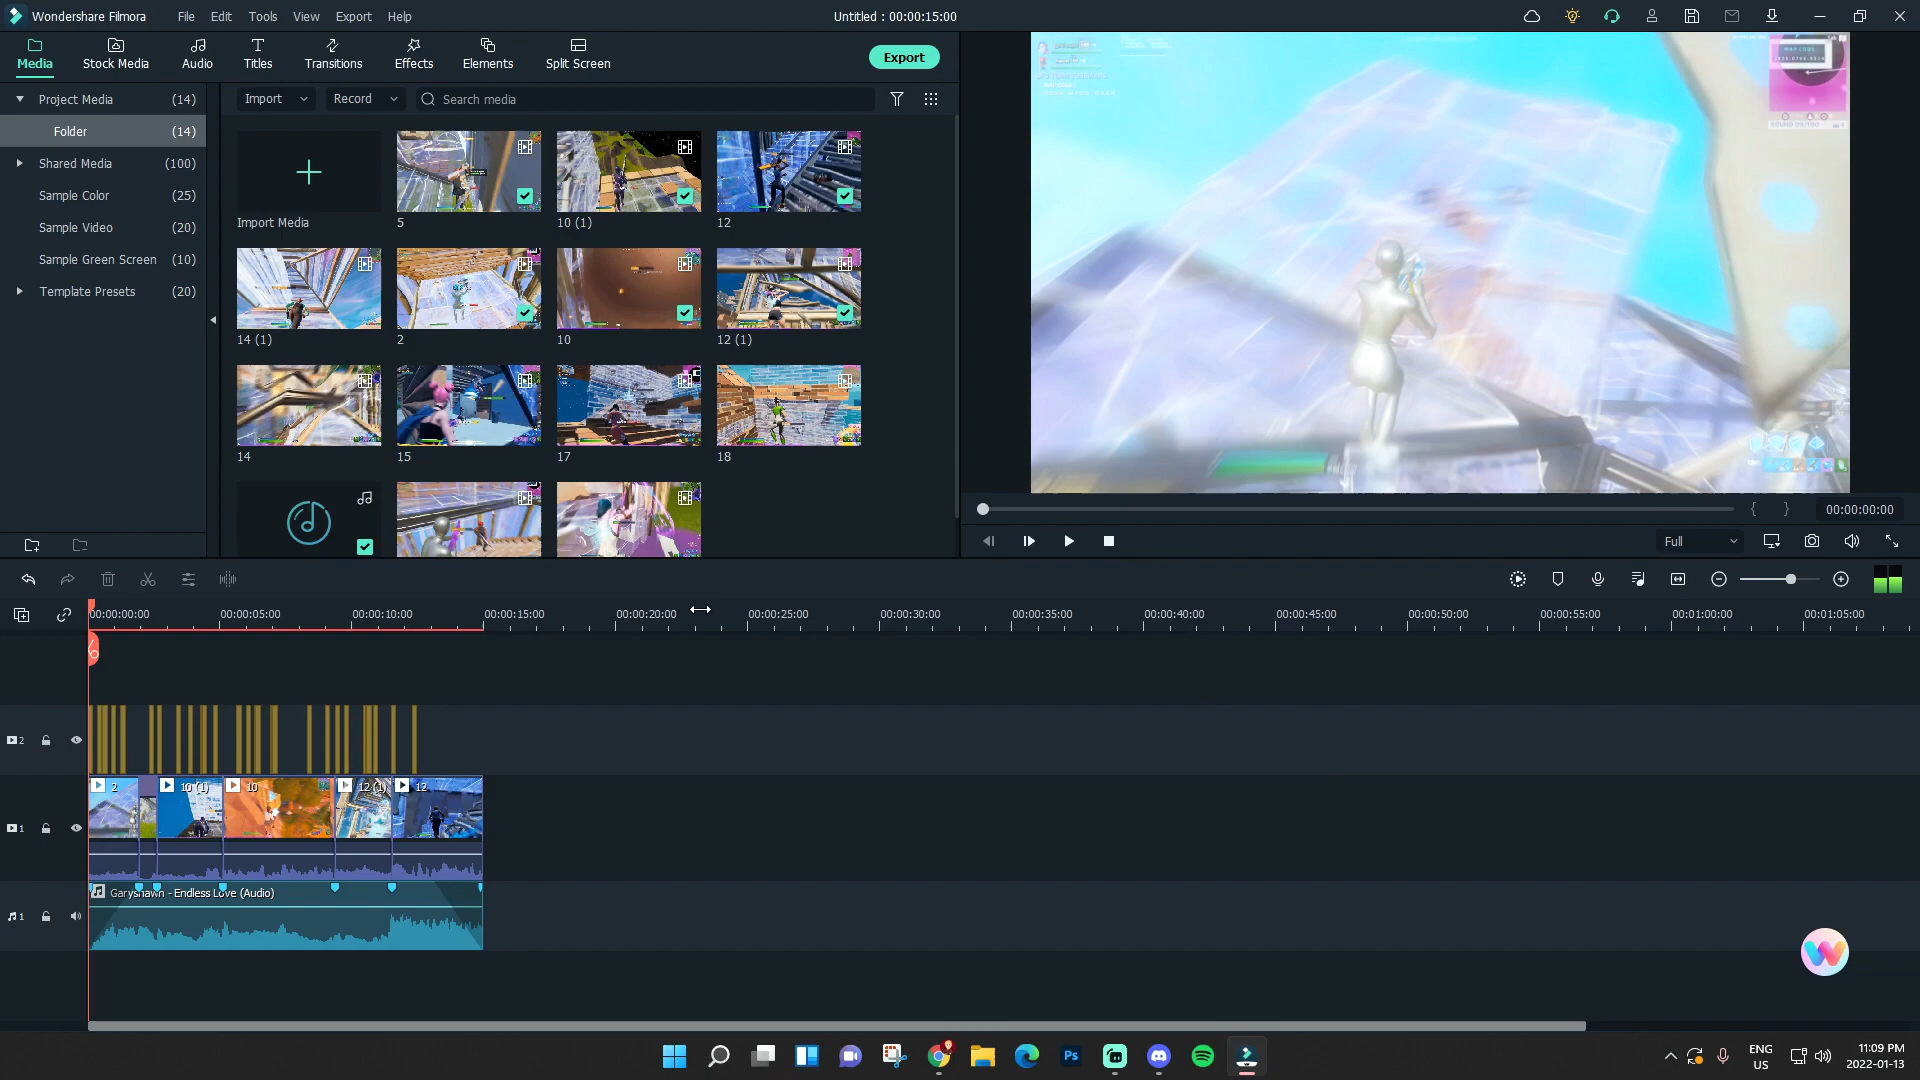 Wondershare Filmora File Edit Tools View Export Help Untitled : 00:00:15:00
Media Stock Media Audio Titles Transitions Effects Elements Split Screen Export
Project Media (14)
Folder (14)
Shared Media (100)
Sample Color (25)
Sample Video (20)
Sample Green Screen (10)
Template Presets (20)
Import Record Search media
Import Media 5 10 (1) 12
14 (1) 2 10 12 (1)
14 15 17 18
00:00:00:00
Full
00:00:00:00 00:00:05:00 00:00:10:00 00:00:15:00 00:00:20:00 00:00:25:00 00:00:30:00 00:00:35:00 00:00:40:00 00:00:45:00 00:00:50:00 00:00:55:00 00:01:00:00 00:01:05:00
2
1 2 10 (1) 10 12 (1) 12
1 Garyshawn - Endless Love (Audio)
Ps
ENG
US
11:09 PM
2022-01-13